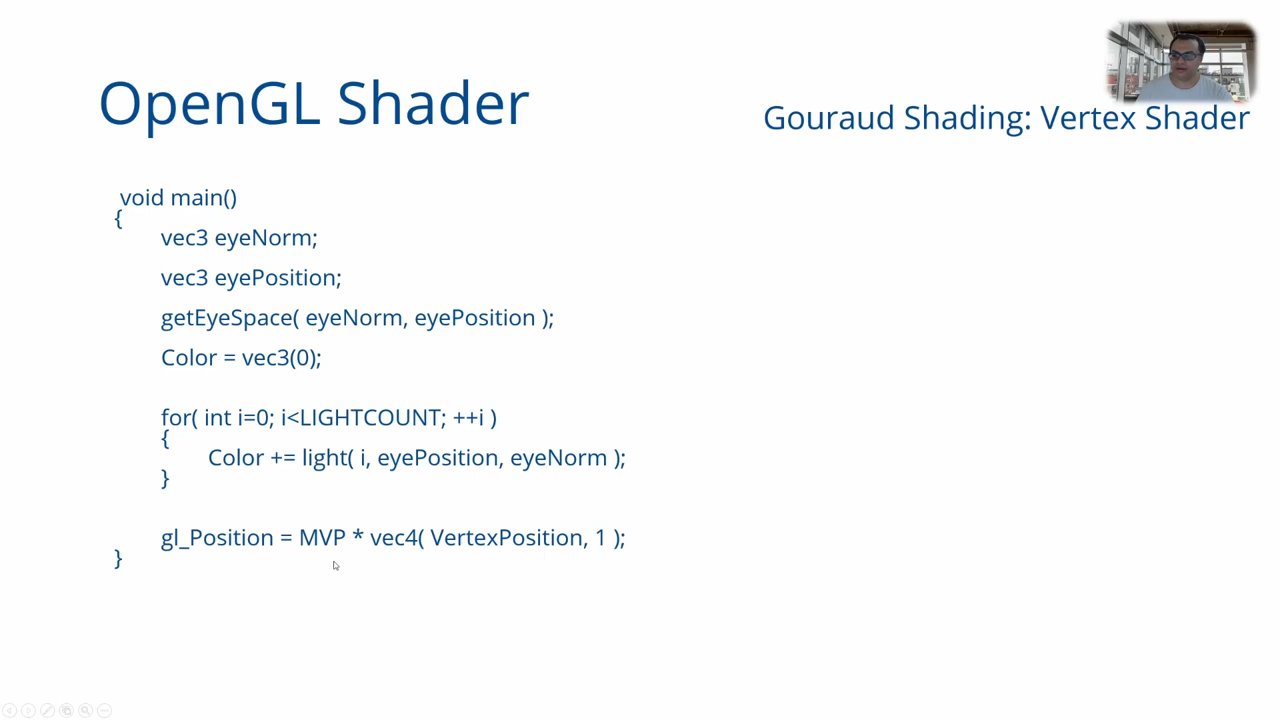 OpenGL Shader
Gouraud Shading: Vertex Shader
void main()
{
vec3 eyeNorm;
vec3 eyePosition;
getEyeSpace( eyeNorm, eyePosition );
Color = vec3(0);
for( int i=0; i<LIGHTCOUNT; ++i )
{
Color += light( i, eyePosition, eyeNorm );
}
gl_Position = MVP * vec4( VertexPosition, 1 );
}